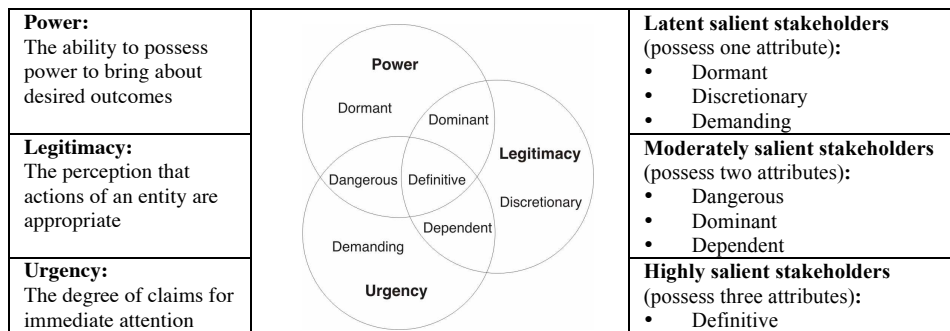 Power:
The ability to possess
power to bring about
desired outcomes
Legitimacy:
The perception that
actions of an entity are
appropriate
Urgency:
The degree of claims for
immediate attention
Power
Dormant
Dominant
Legitimacy
Dangerous
Definitive
Discretionary
Dependent
Demanding
Urgency
Latent salient stakeholders
(possess one attribute):
• Dormant
• Discretionary
• Demanding
Moderately salient stakeholders
(possess two attributes):
• Dangerous
• Dominant
• Dependent
Highly salient stakeholders
(possess three attributes):
• Definitive